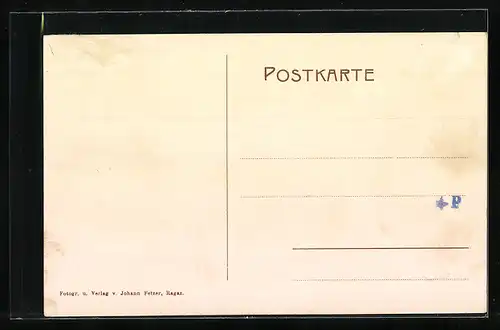 POSTKARTE
P
Fotogr. u. Verlag v. Johann Fetzer, Ragaz.